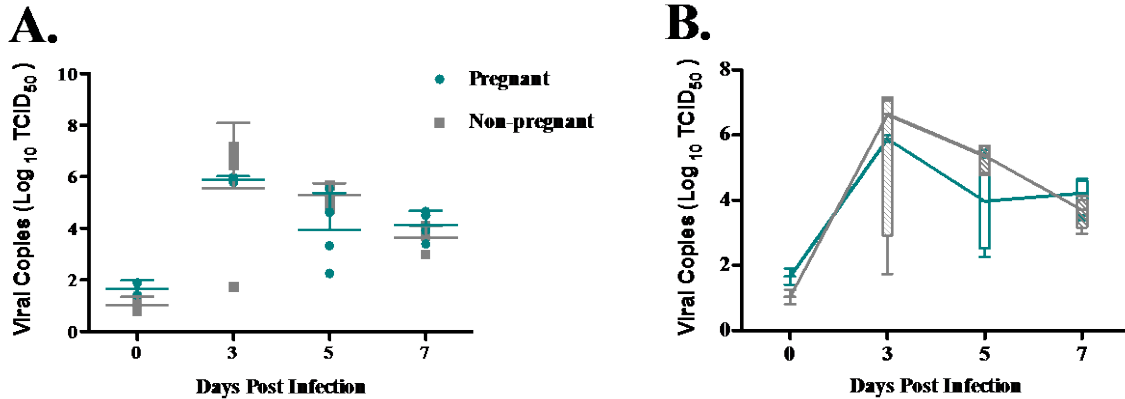 A.
Viral Copies (Log 10 TCID50 )
10
8
6
4
2
0
0 3 5 7
Days Post Infection
Pregnant
Non-pregnant
B.
Viral Copies (Log 10 TCID50 )
8
6
4
2
0
0 3 5 7
Days Post Infection